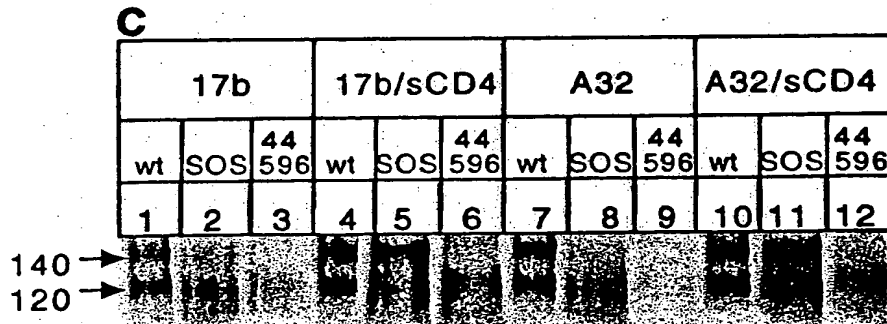 C
17b 17b/sCD4 A32 A32/sCD4
wt SOS 44 596 wt SOS 44 596 wt SOS 44 596 wt SOS 44 596
1 2 3 4 5 6 7 8 9 10 11 12
140
120